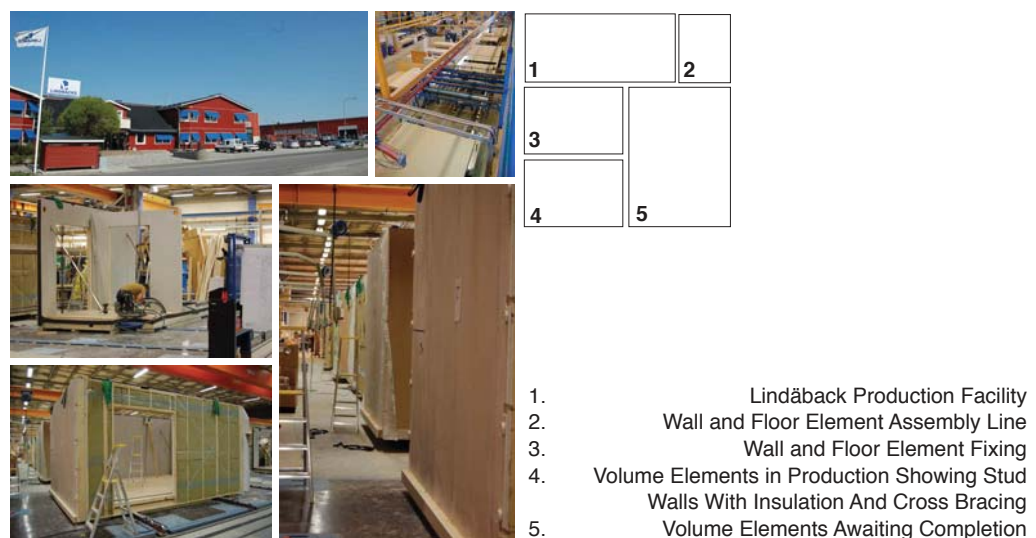 LINDBÄCKS
1
2
3
4
5
1. Lindäback Production Facility
2. Wall and Floor Element Assembly Line
3. Wall and Floor Element Fixing
4. Volume Elements in Production Showing Stud
Walls With Insulation And Cross Bracing
5. Volume Elements Awaiting Completion